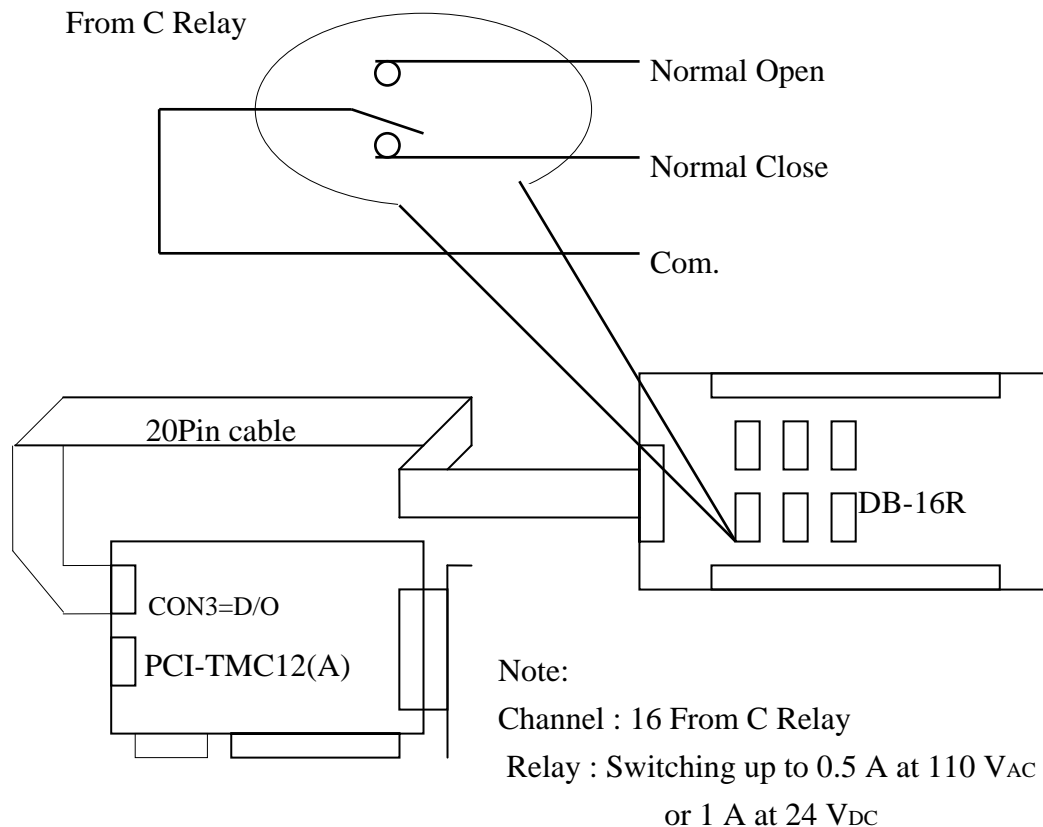 From C Relay
Normal Open
Normal Close
Com.
20Pin cable
DB-16R
CON3=D/O
PCI-TMC12(A)
Note:
Channel : 16 From C Relay
Relay : Switching up to 0.5 A at 110 VAC
or 1 A at 24 VDC